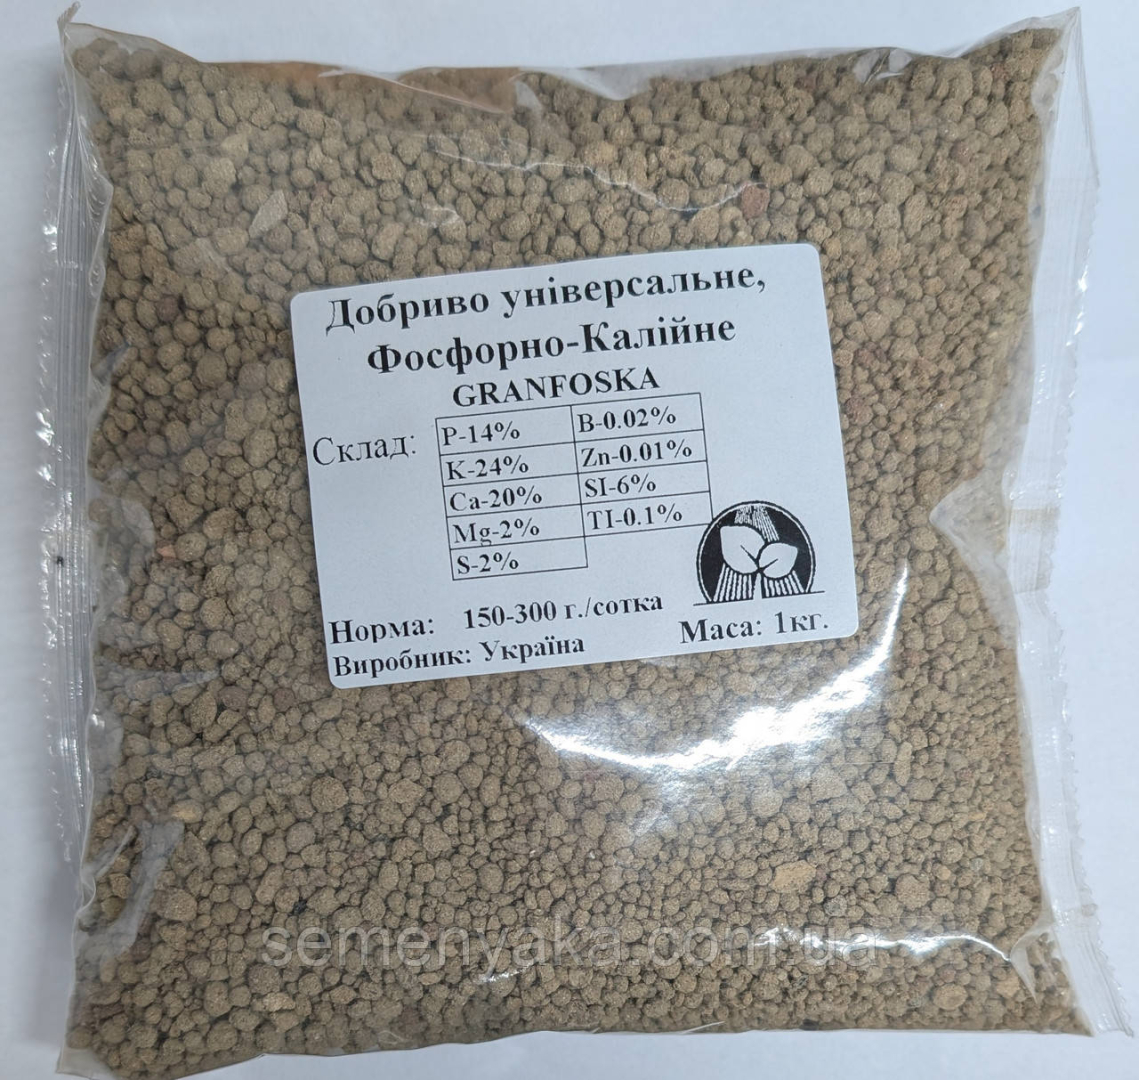 Добриво універсальне,
Фосфорно-Калійне
GRANFOSKA
Склад:
P-14% B-0.02%
K-24% Zn-0.01%
Ca-20% SI-6%
Mg-2% TI-0.1%
S-2%
Норма: 150-300 г./сотка
Виробник: Україна
Маса: 1кг.
semenyaka.com.ua